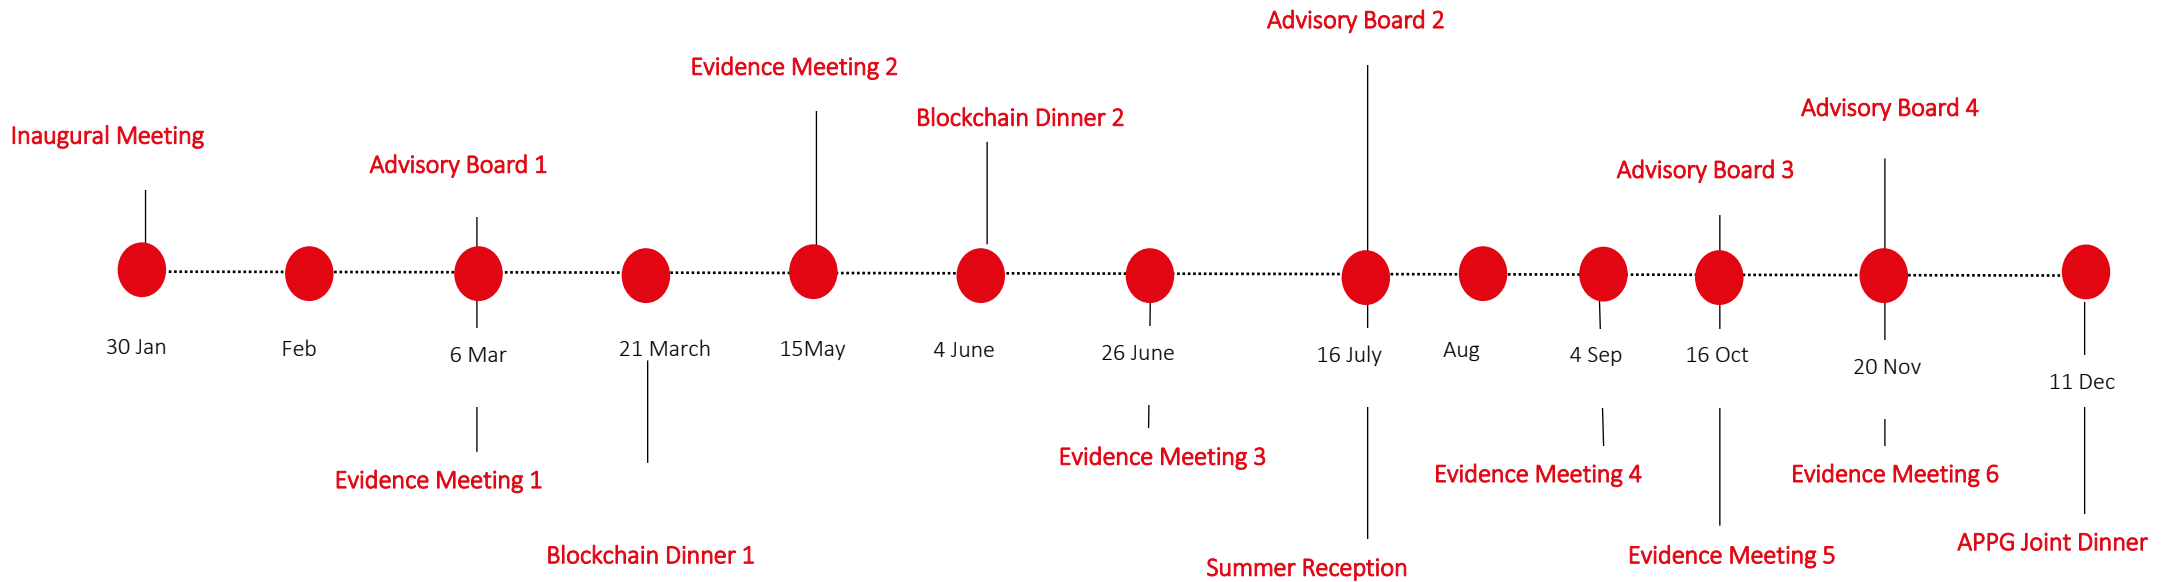 Advisory Board 2
Evidence Meeting 2
Advisory Board 4
Blockchain Dinner 2
Inaugural Meeting
Advisory Board 1
Advisory Board 3
30 Jan
Feb
6 Mar
21 March
15May
4 June
26 June
16 July
Aug
4 Sep
16 Oct
20 Nov
11 Dec
Evidence Meeting 3
Evidence Meeting 1
Evidence Meeting 4
Evidence Meeting 6
Blockchain Dinner 1
Summer Reception
Evidence Meeting 5
APPG Joint Dinner